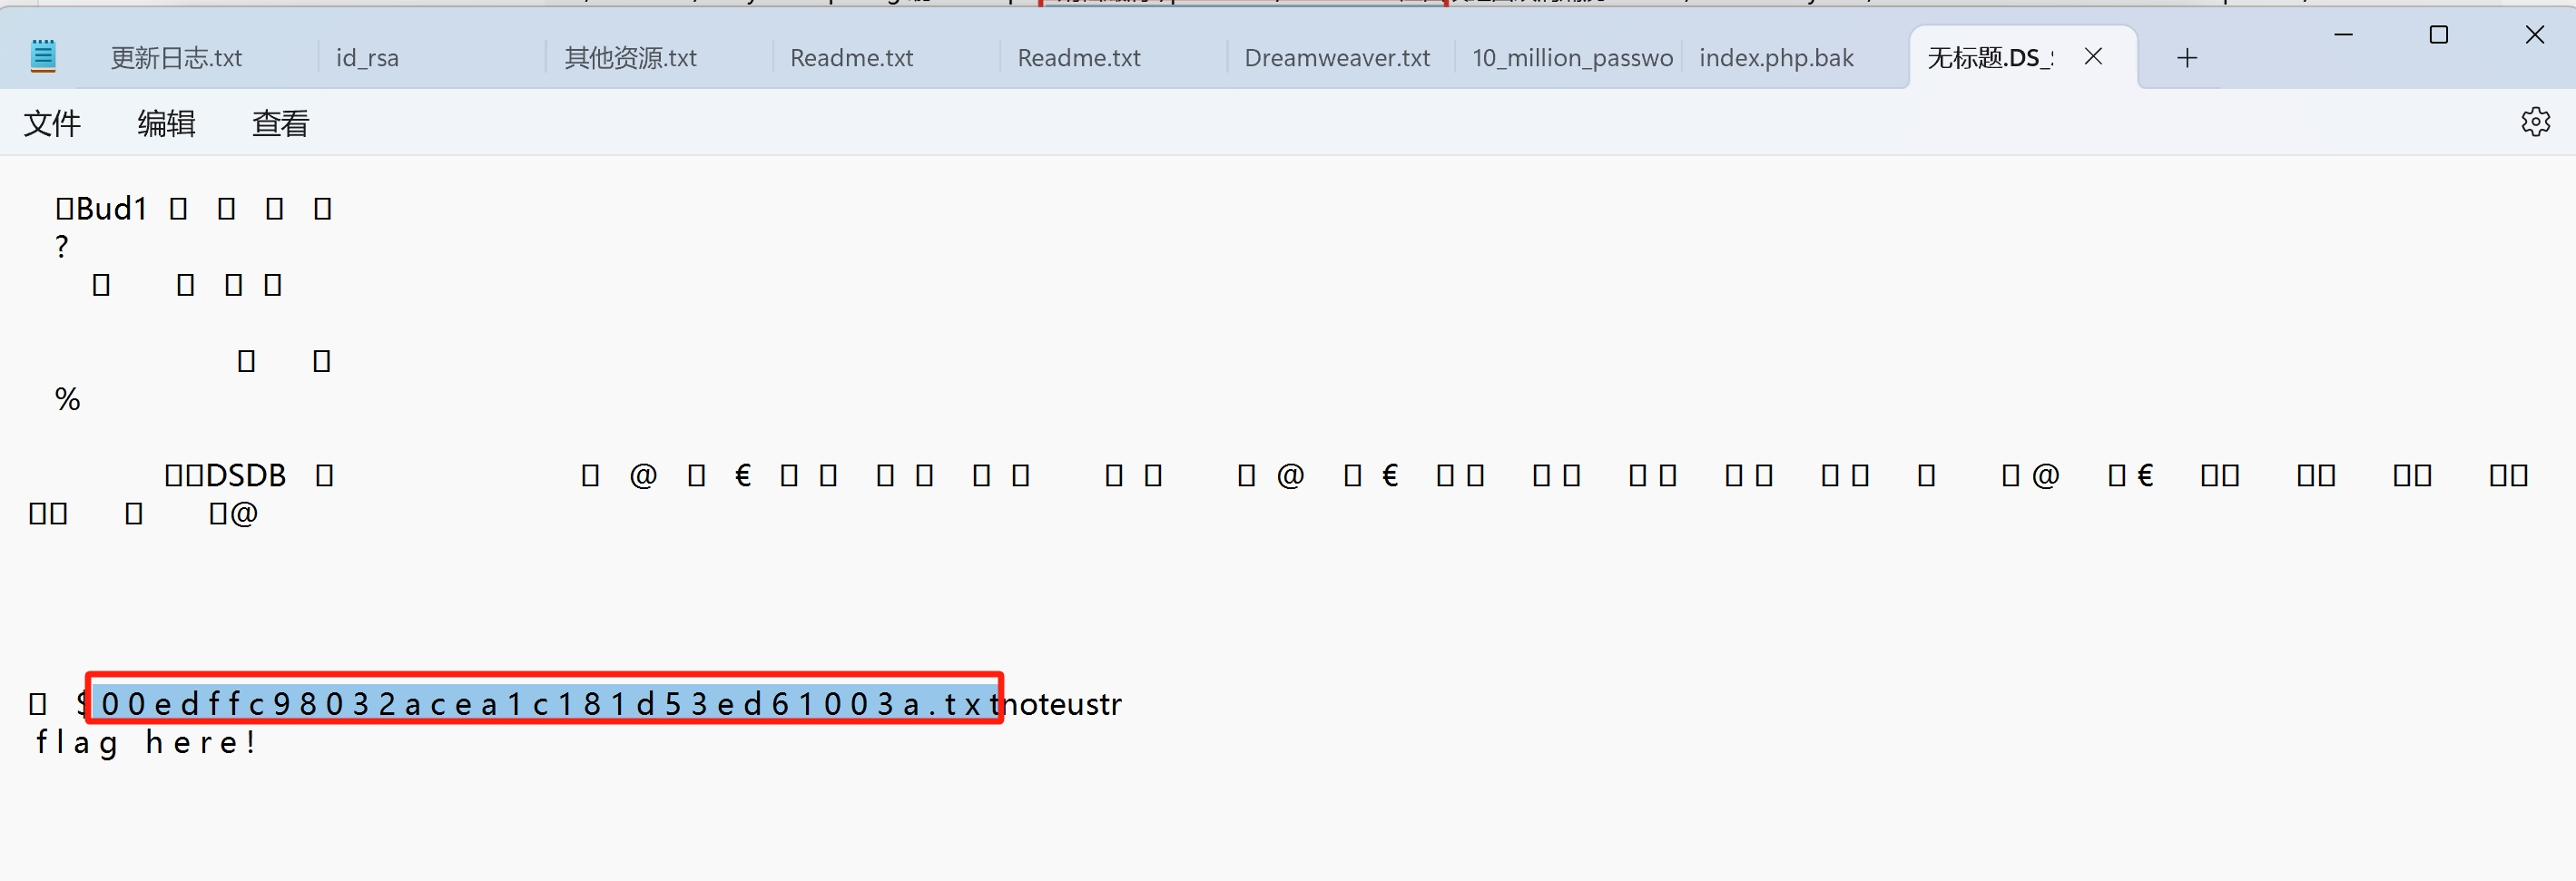 更新日志.txt
id_rsa
其他资源.txt
Readme.txt
Readme.txt
Dreamweaver.txt
10_million_passwo
index.php.bak
无标题.DS_
文件 编辑 查看
Bud1
?
%
DSDB @ € @ € @ €
@
$ 0 0 e d f f c 9 8 0 3 2 a c e a 1 c 1 8 1 d 5 3 e d 6 1 0 0 3 a . t x t noteustr
f l a g h e r e !